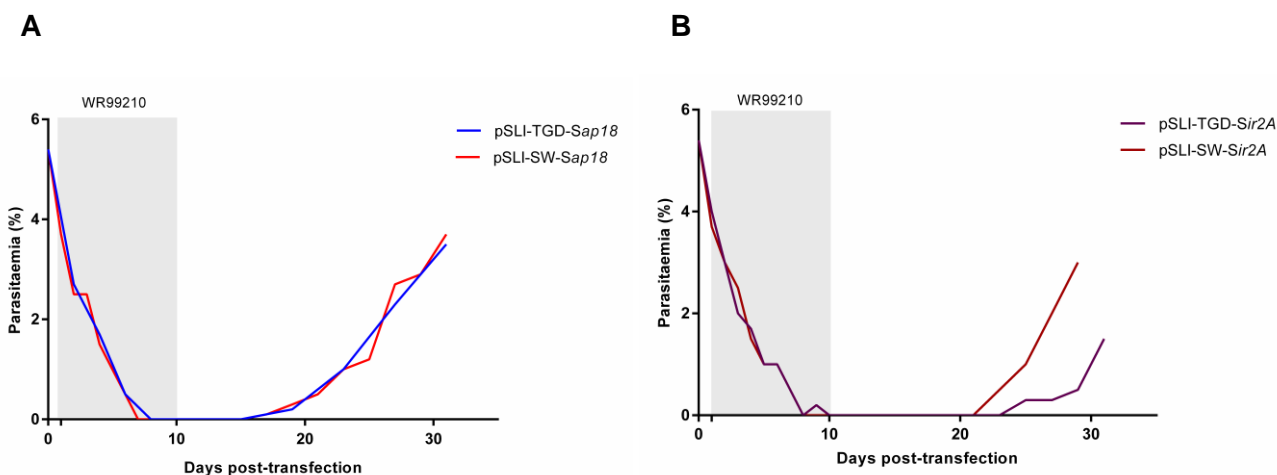 A
WR99210
pSLI-TGD-Sap18
pSLI-SW-Sap18
Parasitaemia (%)
6
4
2
0
0
10
20
30
Days post-transfection
B
WR99210
pSLI-TGD-Sir2A
pSLI-SW-Sir2A
Parasitaemia (%)
6
4
2
0
0
10
20
30
Days post-transfection